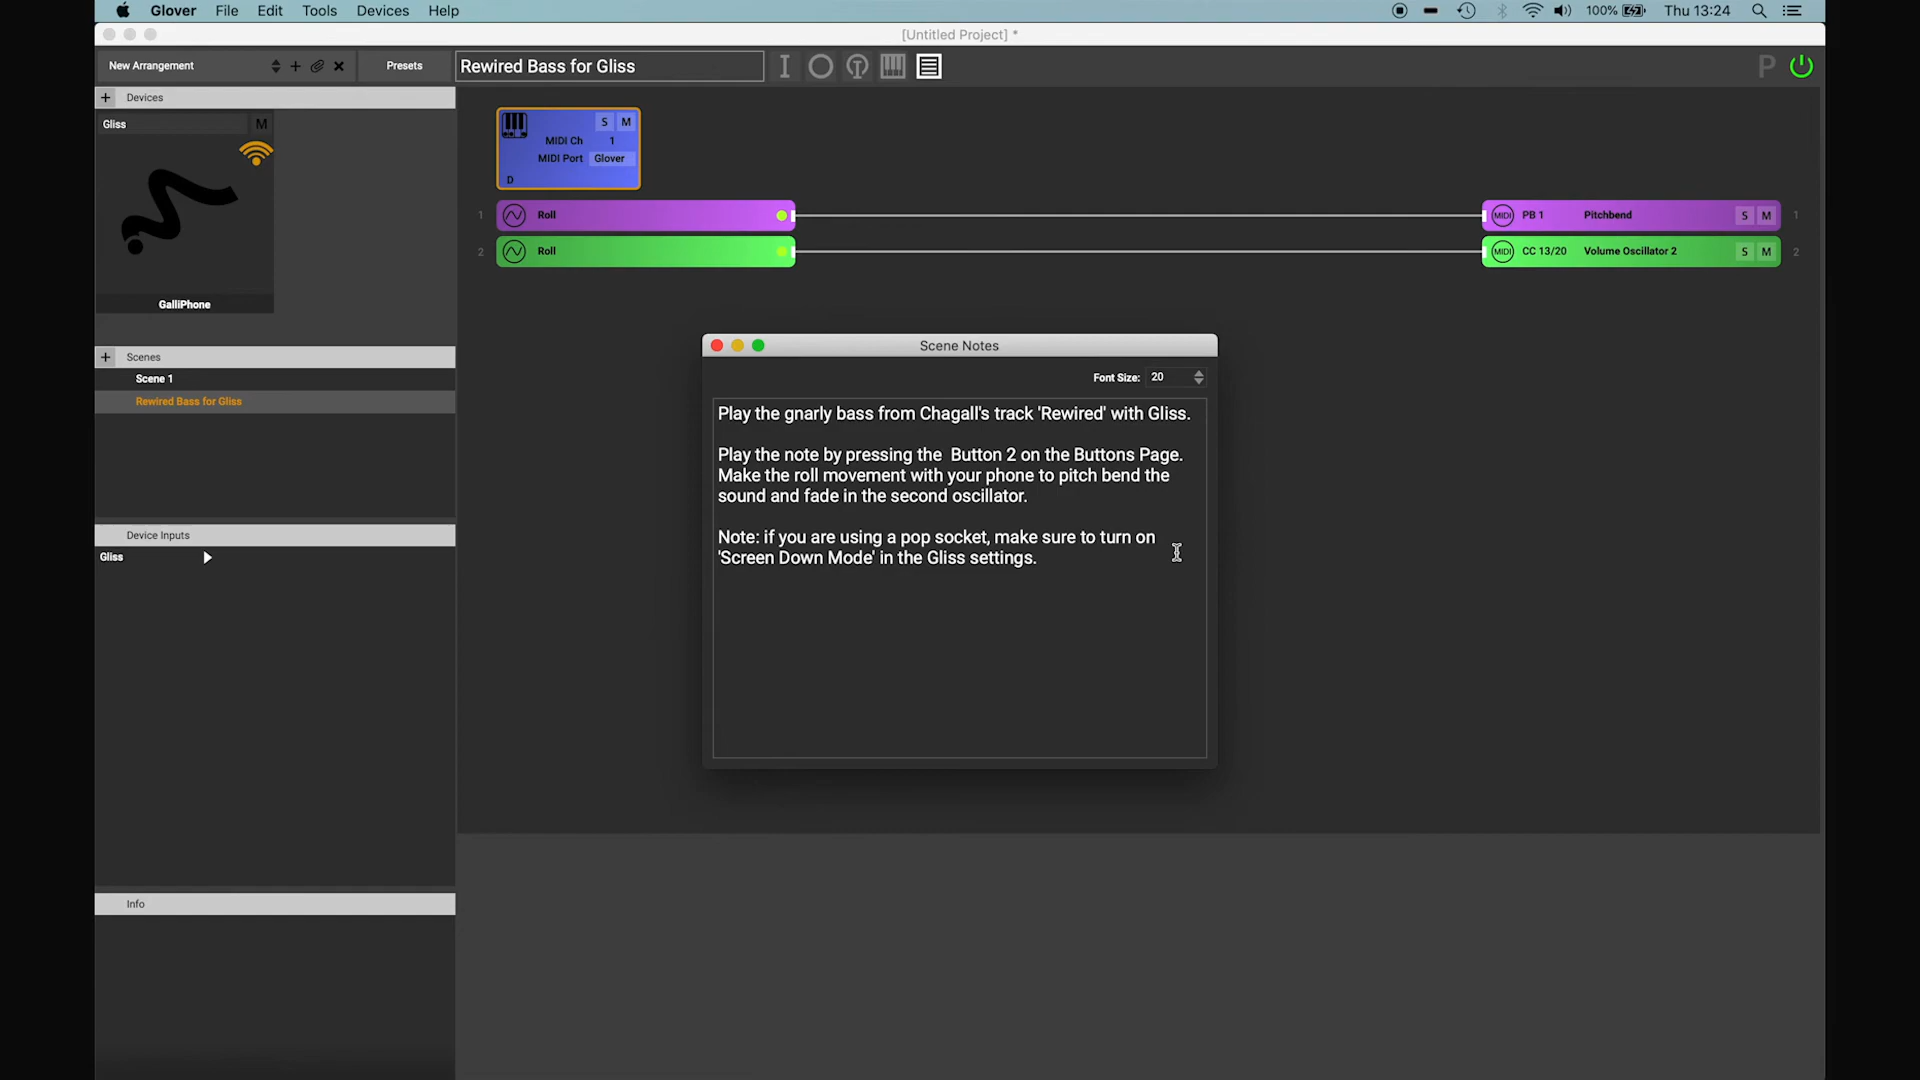 Glover File Edit Tools Devices Help 100% Thu 13:24
[Untitled Project] *
New Arrangement Presets Rewired Bass for Gliss P
Devices
Gliss M
GalliPhone
S M
MIDI Ch 1
MIDI Port Glover
D
1 Roll MIDI PB 1 Pitchbend S M 1
2 Roll MIDI CC 13/20 Volume Oscillator 2 S M 2
Scenes
Scene 1
Rewired Bass for Gliss
Scene Notes
Font Size: 20
Play the gnarly bass from Chagall's track 'Rewired' with Gliss.
Play the note by pressing the  Button 2 on the Buttons Page.
Make the roll movement with your phone to pitch bend the
sound and fade in the second oscillator.
Note: if you are using a pop socket, make sure to turn on
'Screen Down Mode' in the Gliss settings.
Device Inputs
Gliss
Info